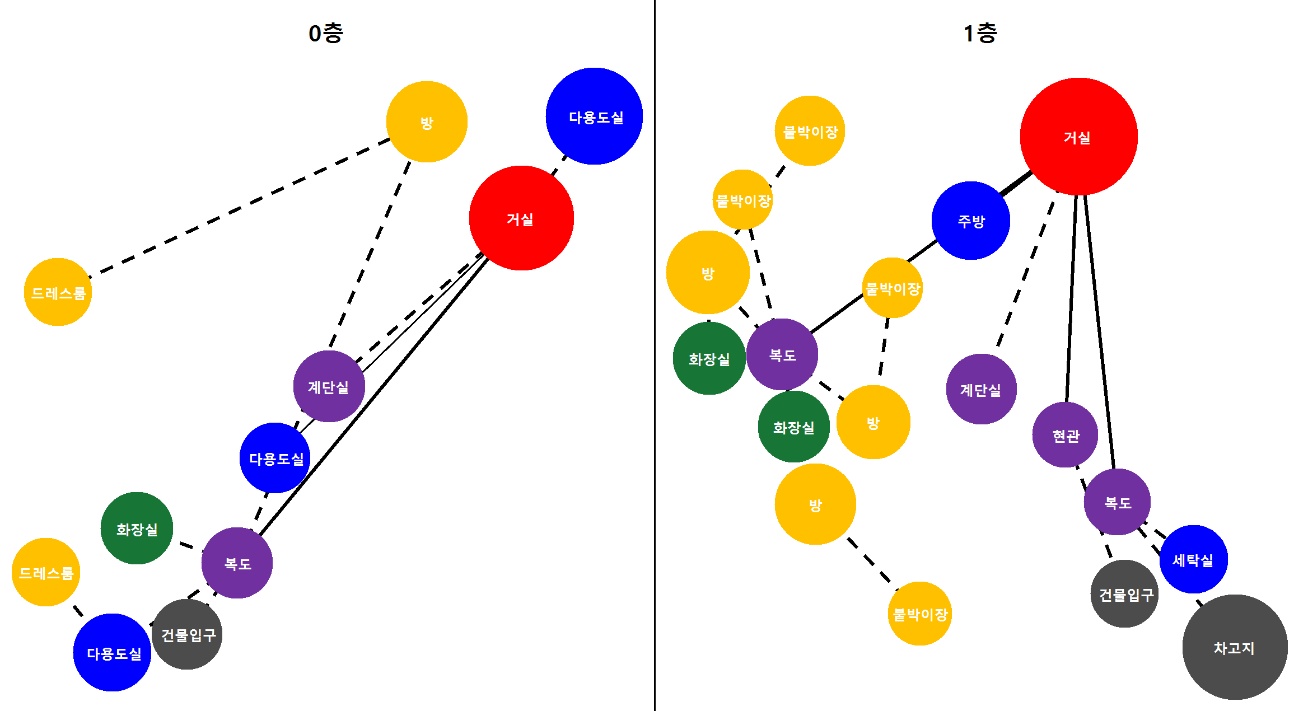 0층
방
다용도실
거실
드레스룸
계단실
다용도실
화장실
복도
드레스룸
건물입구
다용도실
1층
붙박이장
거실
붙박이장
주방
방
붙박이장
화장실
복도
계단실
화장실
방
현관
방
복도
세탁실
건물입구
붙박이장
차고지